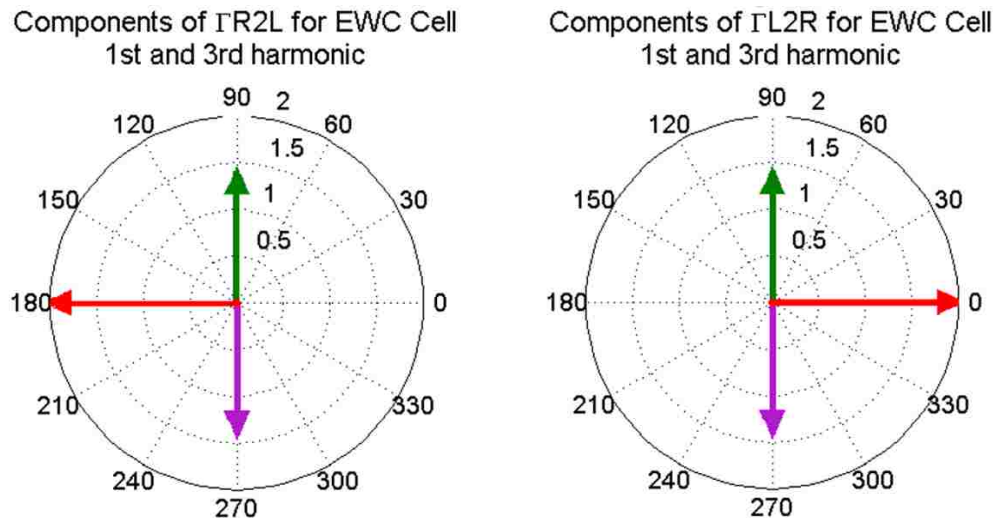 Components of ΓR2L for EWC Cell
1st and 3rd harmonic
90 2
120 60
1.5
150 1 30
0.5
180 0
210 330
240 300
270
Components of ΓL2R for EWC Cell
1st and 3rd harmonic
90 2
120 60
1.5
150 1 30
0.5
180 0
210 330
240 300
270